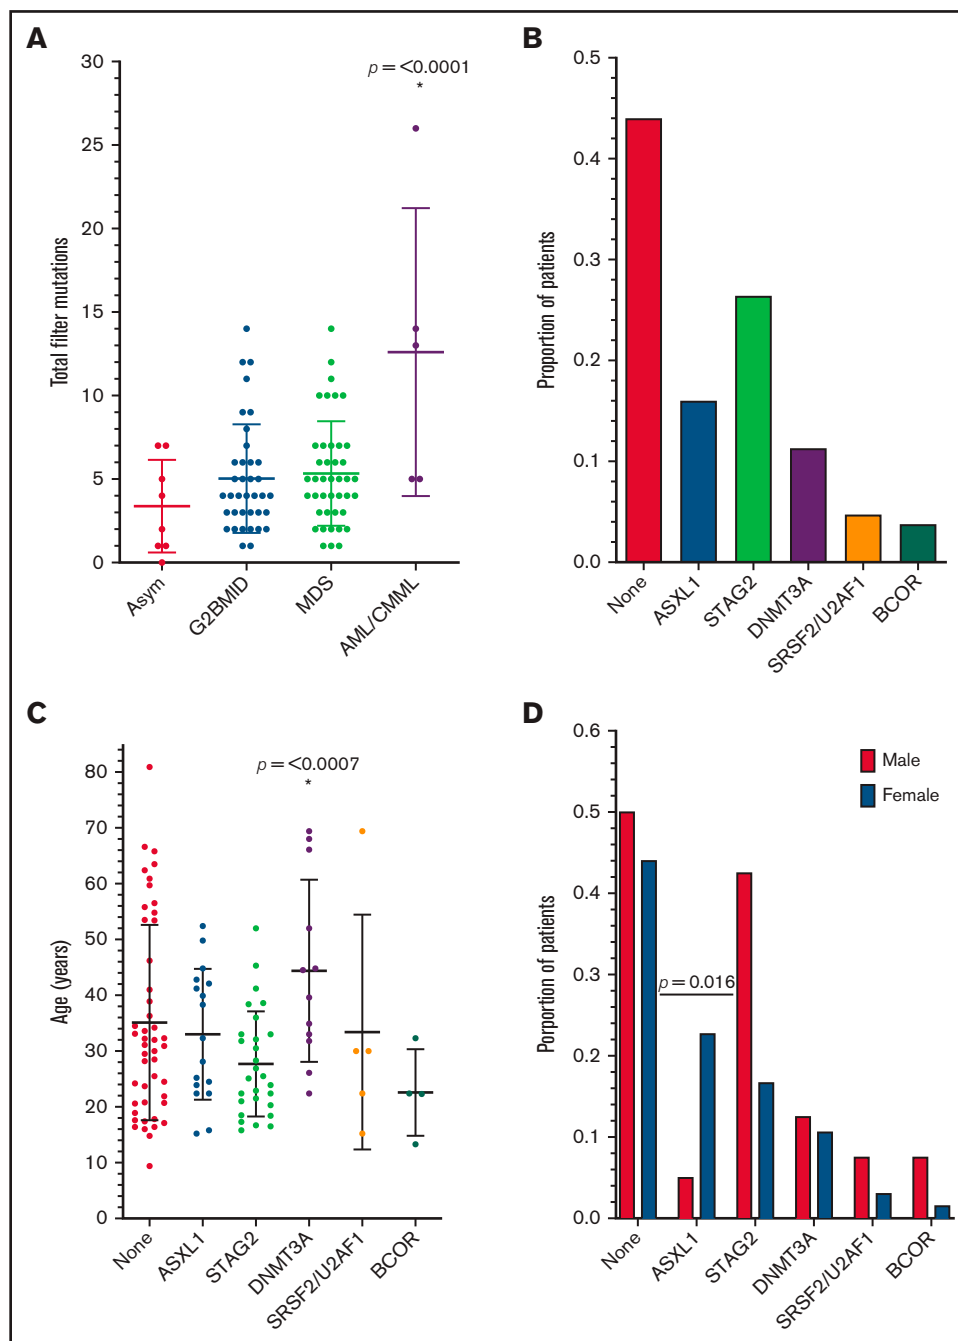 A
p = <0.0001
*
30
25
20
15
10
5
0
Total filter mutations
Asym
G2BMID
MDS
AML/CMML
B
0.5
0.4
0.3
0.2
0.1
0.0
Proportion of patients
None
ASXL1
STAG2
DNMT3A
SRSF2/U2AF1
BCOR
C
p = <0.0007
*
80
70
60
50
40
30
20
10
0
Age (years)
None
ASXL1
STAG2
DNMT3A
SRSF2/U2AF1
BCOR
D
0.6
0.5
0.4
0.3
0.2
0.1
0.0
Porportion of patients
Male
Female
p = 0.016
None
ASXL1
STAG2
DNMT3A
SRSF2/U2AF1
BCOR